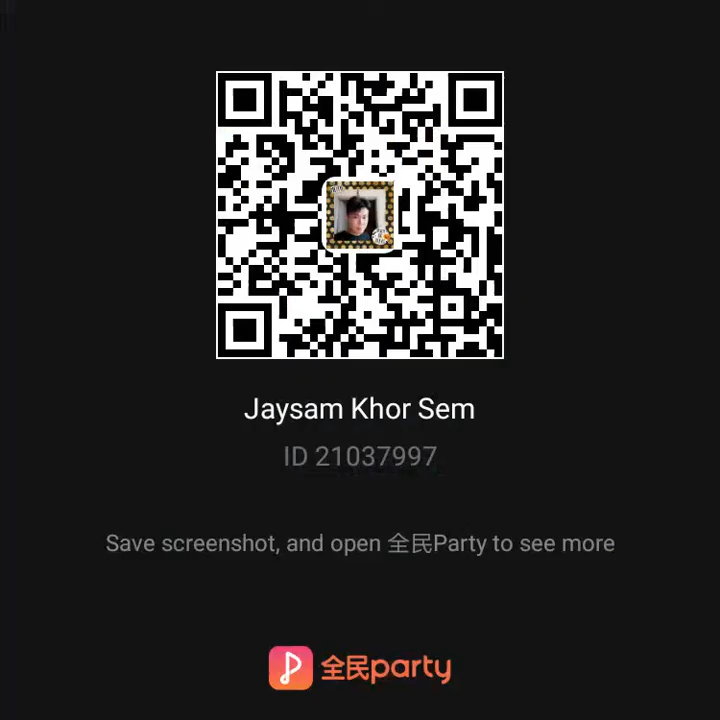 Jaysam Khor Sem
ID 21037997
Save screenshot, and open 全民Party to see more
全民party